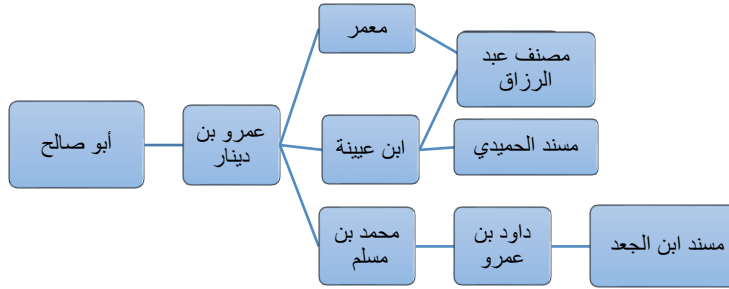 أبو صالح
عمرو بن
دينار
معمر
ابن عيينة
محمد بن
مسلم
مصنف عبد
الرزاق
مسند الحميدي
داود بن
عمرو
مسند ابن الجعد